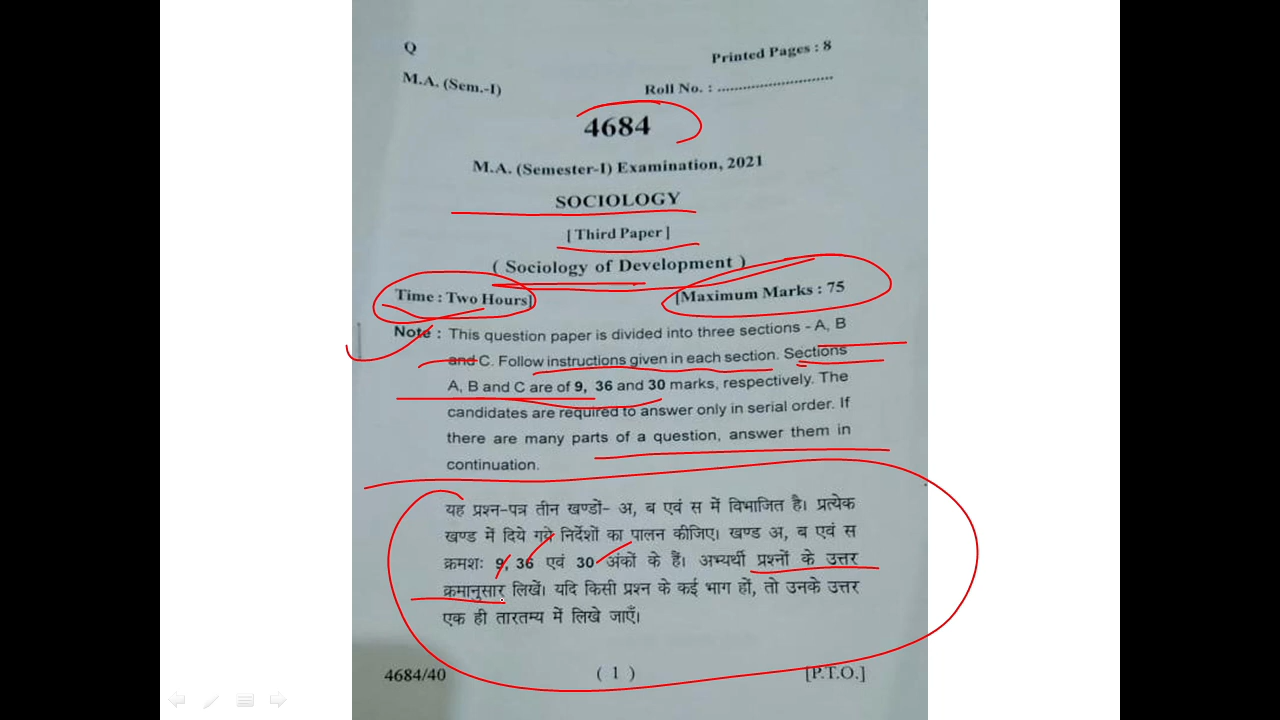 Q
Printed Pages : 8
M.A. (Sem.-I)
Roll No. : ...........................
4684
M.A. (Semester-I) Examination, 2021
SOCIOLOGY
[ Third Paper ]
( Sociology of Development )
Time : Two Hours]
[Maximum Marks : 75
Note : This question paper is divided into three sections - A, B
and C. Follow instructions given in each section. Sections
A, B and C are of 9, 36 and 30 marks, respectively. The
candidates are required to answer only in serial order. If
there are many parts of a question, answer them in
continuation.
यह प्रश्न-पत्र तीन खण्डों- अ, ब एवं स में विभाजित है। प्रत्येक
खण्ड में दिये गये निर्देशों का पालन कीजिए। खण्ड अ, ब एवं स
क्रमशः 9, 36 एवं 30 अंकों के हैं। अभ्यर्थी प्रश्नों के उत्तर
क्रमानुसार लिखें। यदि किसी प्रश्न के कई भाग हों, तो उनके उत्तर
एक ही तारतम्य में लिखे जाएँ।
4684/40
( 1 )
[P.T.O.]